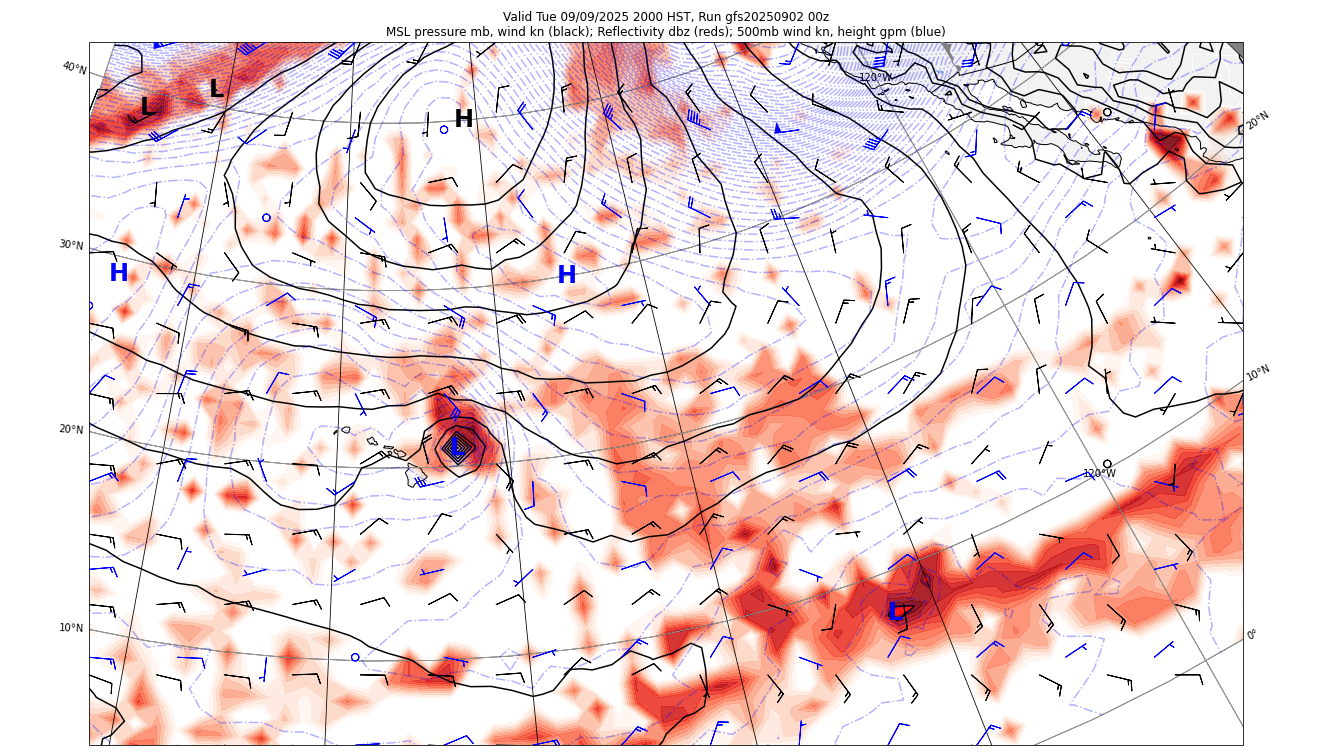 Valid Tue 09/09/2025 2000 HST, Run gfs20250902 00z
MSL pressure mb, wind kn (black); Reflectivity dbz (reds); 500mb wind kn, height gpm (blue)
40°N
120°W
L
L
H
20°N
30°N
H
H
10°N
20°N
L
120°W
L
10°N
0°